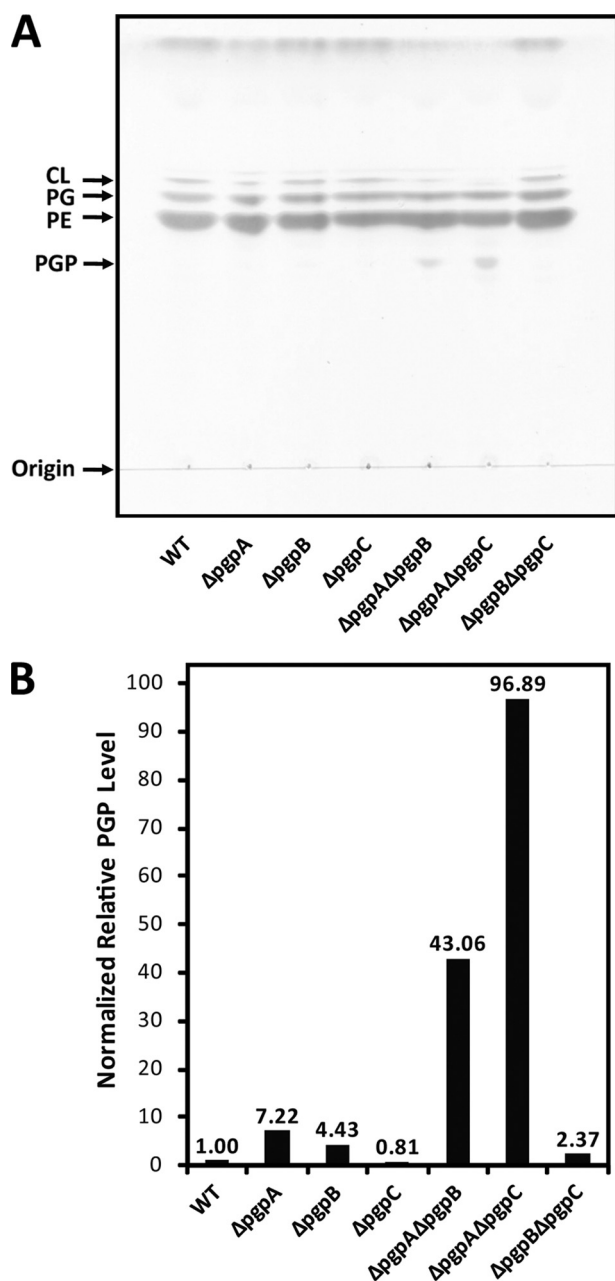 A
CL
PG
PE
PGP
Origin
WT
ΔpgpA
ΔpgpB
ΔpgpC
ΔpgpAΔpgpB
ΔpgpAΔpgpC
ΔpgpBΔpgpC
B
Normalized Relative PGP Level
100
90
80
70
60
50
40
30
20
10
0
1.00
7.22
4.43
0.81
43.06
96.89
2.37
WT
ΔpgpA
ΔpgpB
ΔpgpC
ΔpgpAΔpgpB
ΔpgpAΔpgpC
ΔpgpBΔpgpC